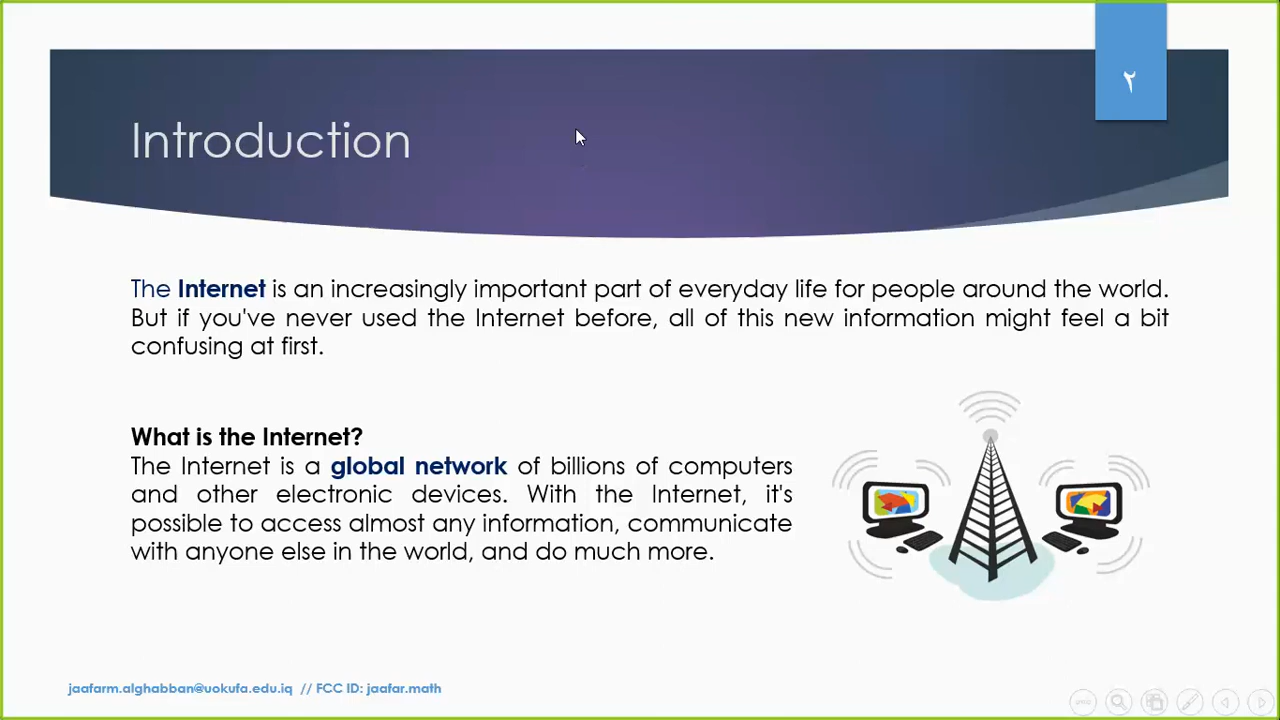 ٢
Introduction
The Internet is an increasingly important part of everyday life for people around the world.
But if you've never used the Internet before, all of this new information might feel a bit
confusing at first.
What is the Internet?
The Internet is a global network of billions of computers
and other electronic devices. With the Internet, it's
possible to access almost any information, communicate
with anyone else in the world, and do much more.
jaafarm.alghabban@uokufa.edu.iq // FCC ID: jaafar.math